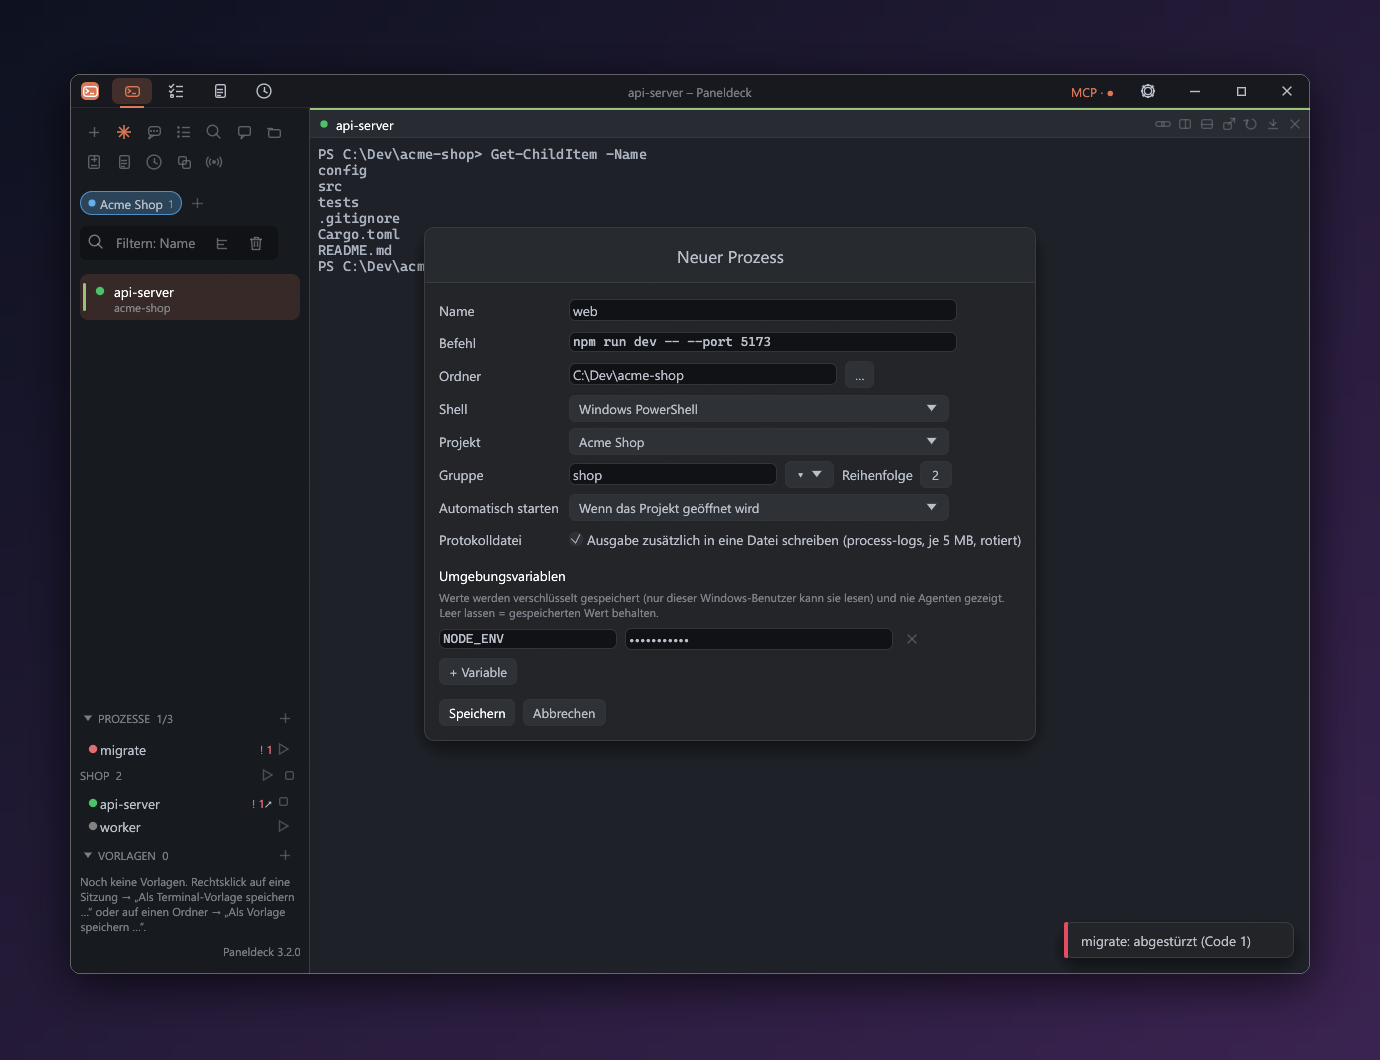 api-server – Paneldeck
MCP ·
Acme Shop 1
Filtern: Name
api-server
acme-shop
api-server
PS C:\Dev\acme-shop> Get-ChildItem -Name
config
src
tests
.gitignore
Cargo.toml
README.md
PS C:\Dev\acm
Neuer Prozess
Name web
Befehl npm run dev -- --port 5173
Ordner C:\Dev\acme-shop ...
Shell Windows PowerShell
Projekt Acme Shop
Gruppe shop Reihenfolge 2
Automatisch starten Wenn das Projekt geöffnet wird
Protokolldatei ✓ Ausgabe zusätzlich in eine Datei schreiben (process-logs, je 5 MB, rotiert)
Umgebungsvariablen
Werte werden verschlüsselt gespeichert (nur dieser Windows-Benutzer kann sie lesen) und nie Agenten gezeigt.
Leer lassen = gespeicherten Wert behalten.
NODE_ENV •••••••••••
+ Variable
Speichern Abbrechen
PROZESSE 1/3
migrate ! 1
SHOP 2
api-server ! 1
worker
VORLAGEN 0
Noch keine Vorlagen. Rechtsklick auf eine
Sitzung → „Als Terminal-Vorlage speichern
…“ oder auf einen Ordner → „Als Vorlage
speichern …“.
Paneldeck 3.2.0
migrate: abgestürzt (Code 1)